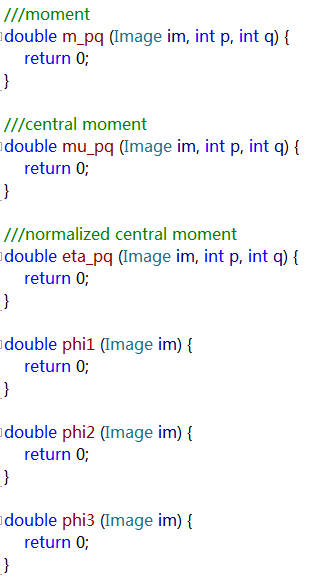 ///moment
double m_pq (Image im, int p, int q) {
return 0;
}
///central moment
double mu_pq (Image im, int p, int q) {
return 0;
}
///normalized central moment
double eta_pq (Image im, int p, int q) {
return 0;
}
double phi1 (Image im) {
return 0;
}
double phi2 (Image im) {
return 0;
}
double phi3 (Image im) {
return 0;
}